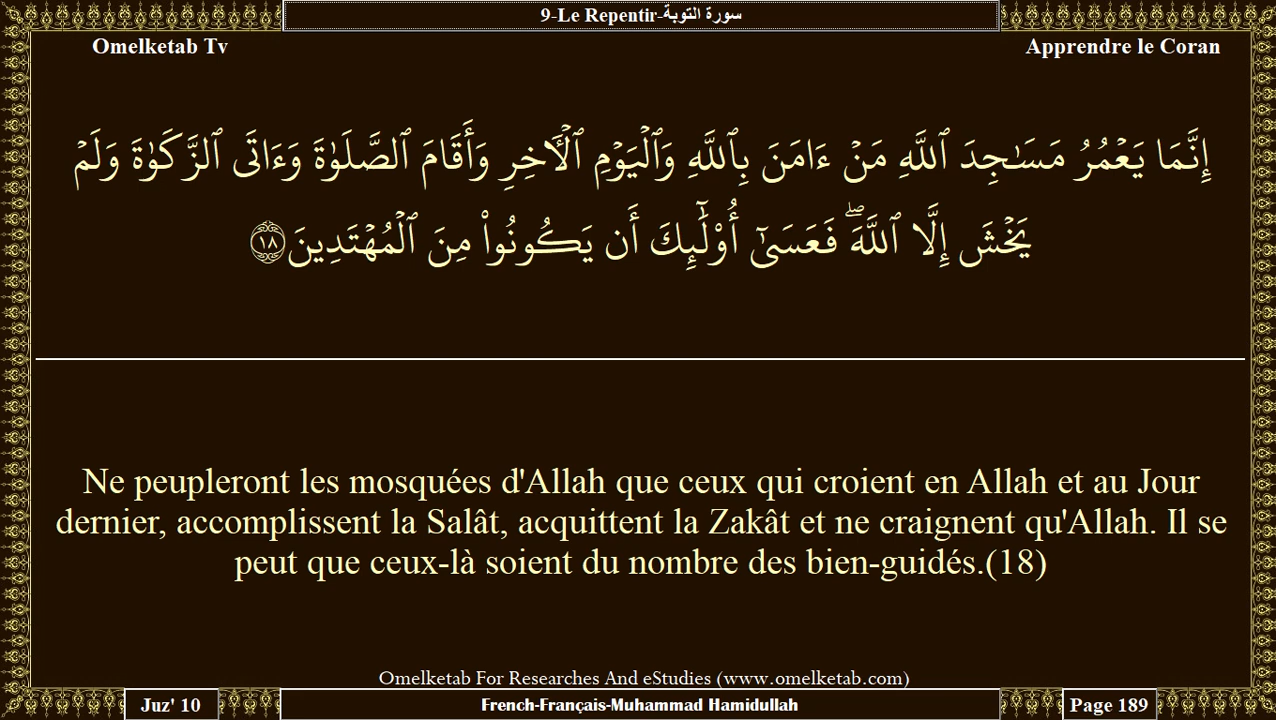 9-Le Repentir-سورة التوبة
Omelketab Tv
Apprendre le Coran
إِنَّمَا يَعۡمُرُ مَسَٰجِدَ ٱللَّهِ مَنۡ ءَامَنَ بِٱللَّهِ وَٱلۡيَوۡمِ ٱلۡأٓخِرِ وَأَقَامَ ٱلصَّلَوٰةَ وَءَاتَى ٱلزَّكَوٰةَ وَلَمۡ
يَخۡشَ إِلَّا ٱللَّهَۖ فَعَسَىٰٓ أُوْلَٰٓئِكَ أَن يَكُونُواْ مِنَ ٱلۡمُهۡتَدِينَ ١٨
Ne peupleront les mosquées d'Allah que ceux qui croient en Allah et au Jour
dernier, accomplissent la Salât, acquittent la Zakât et ne craignent qu'Allah. Il se
peut que ceux-là soient du nombre des bien-guidés.(18)
Omelketab For Researches And eStudies (www.omelketab.com)
Juz' 10
French-Français-Muhammad Hamidullah
Page 189